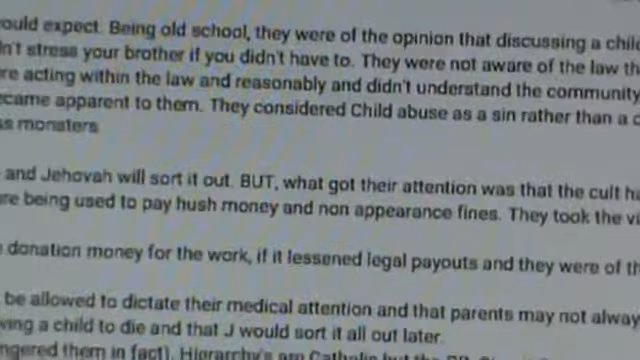 ould expect. Being old school, they were of the opinion that discussing a child
n't stress your brother if you didn't have to. They were not aware of the law th
re acting within the law and reasonably and didn't understand the community
ecame apparent to them. They considered Child abuse as a sin rather than a c
as monsters
and Jehovah will sort it out. BUT, what got their attention was that the cult ha
re being used to pay hush money and non appearance fines. They took the vi
donation money for the work, if it lessened legal payouts and they were of th
be allowed to dictate their medical attention and that parents may not alway
wing a child to die and that J would sort it all out later.
ngered them in fact). Hierarchy's am Catholic but the